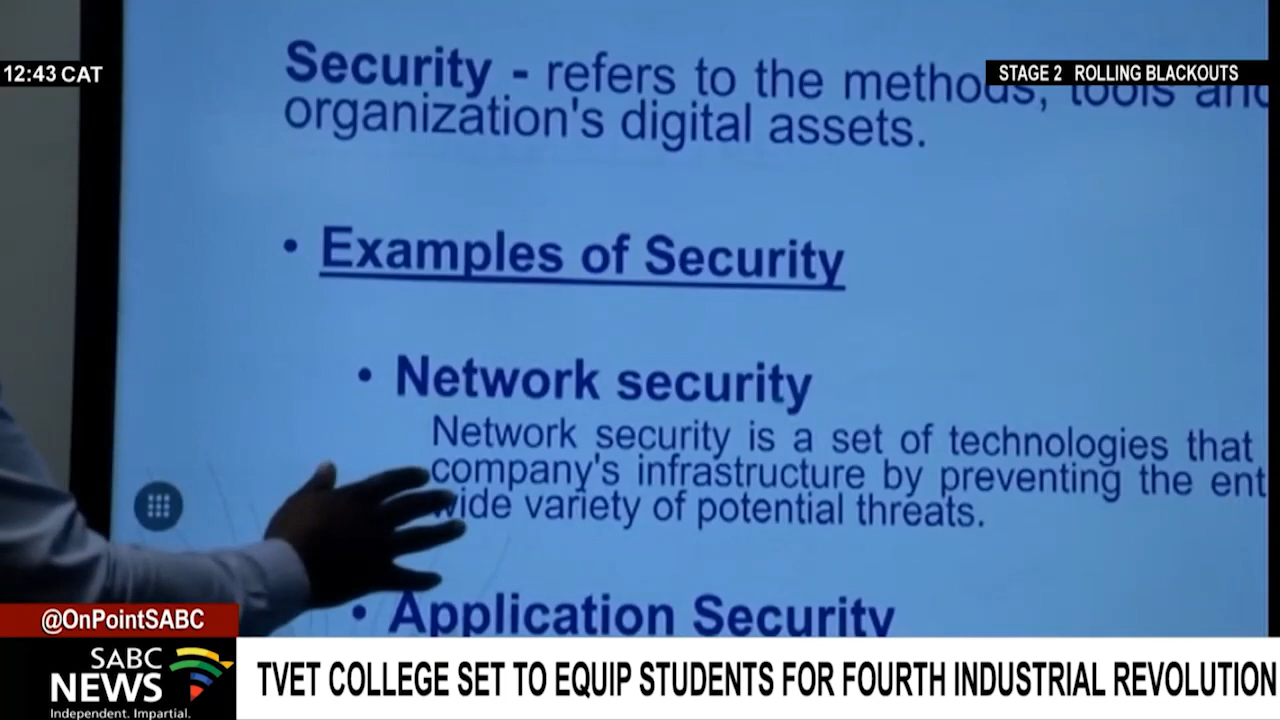 12:43 CAT
STAGE 2 ROLLING BLACKOUTS
Security - refers to the methods, tools and
organization's digital assets.
• Examples of Security
• Network security
Network security is a set of technologies that
company's infrastructure by preventing the
wide variety of potential threats.
• Application Security
@OnPointSABC
SABC
NEWS
Independent. Impartial.
TVET COLLEGE SET TO EQUIP STUDENTS FOR FOURTH INDUSTRIAL REVOLUTION